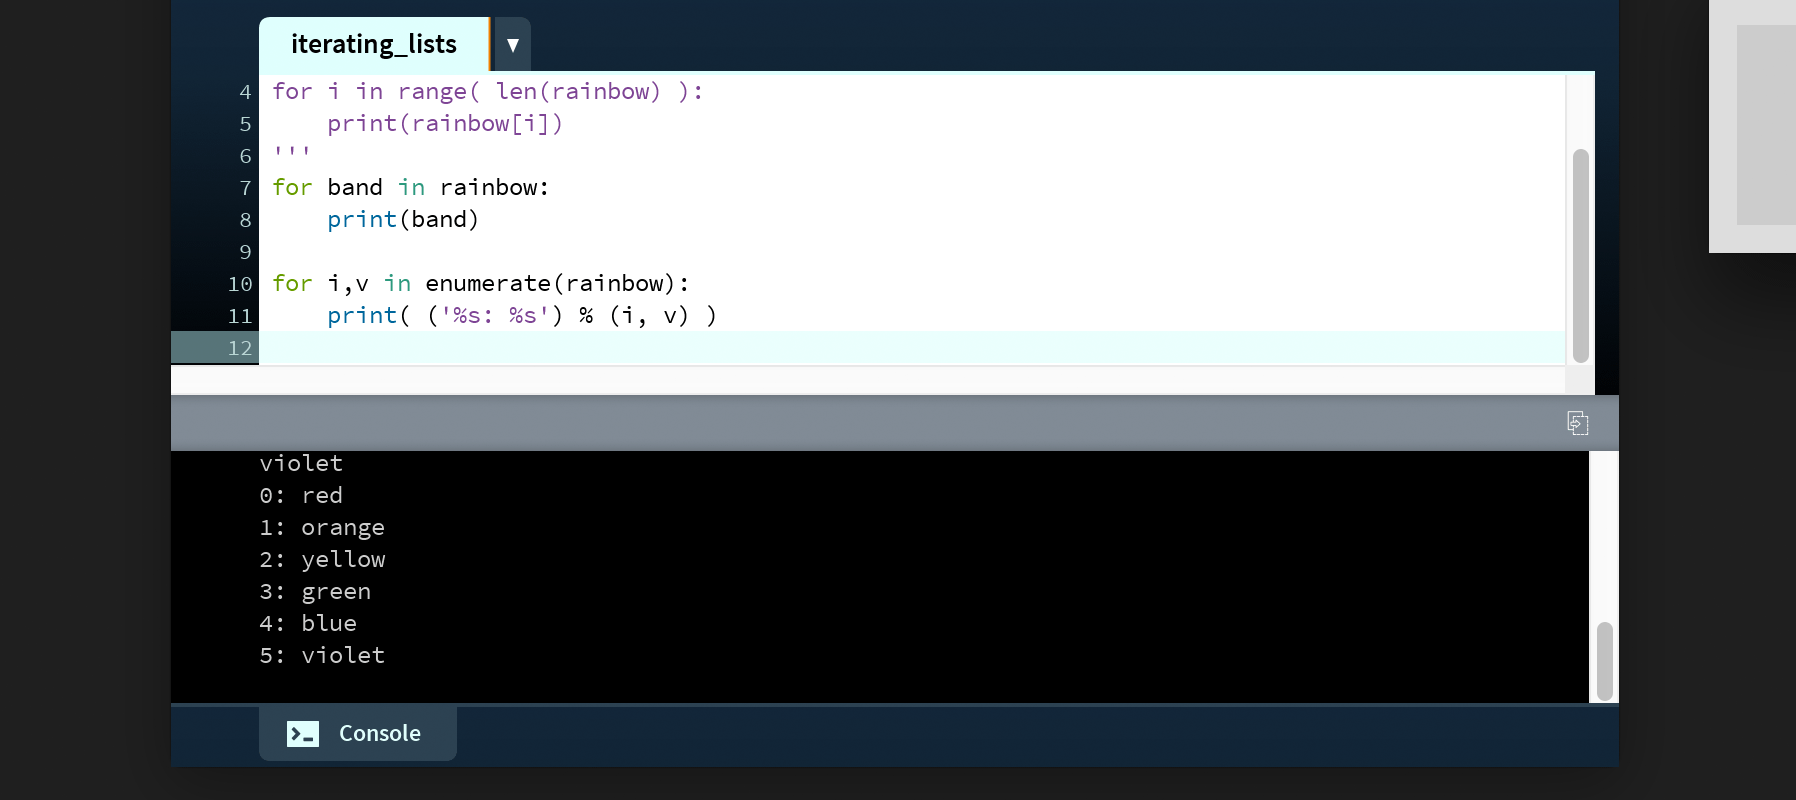 iterating_lists ▼
4 for i in range( len(rainbow) ):
5     print(rainbow[i])
6 '''
7 for band in rainbow:
8     print(band)
9
10 for i,v in enumerate(rainbow):
11     print( ('%s: %s') % (i, v) )
12
violet
0: red
1: orange
2: yellow
3: green
4: blue
5: violet
Console